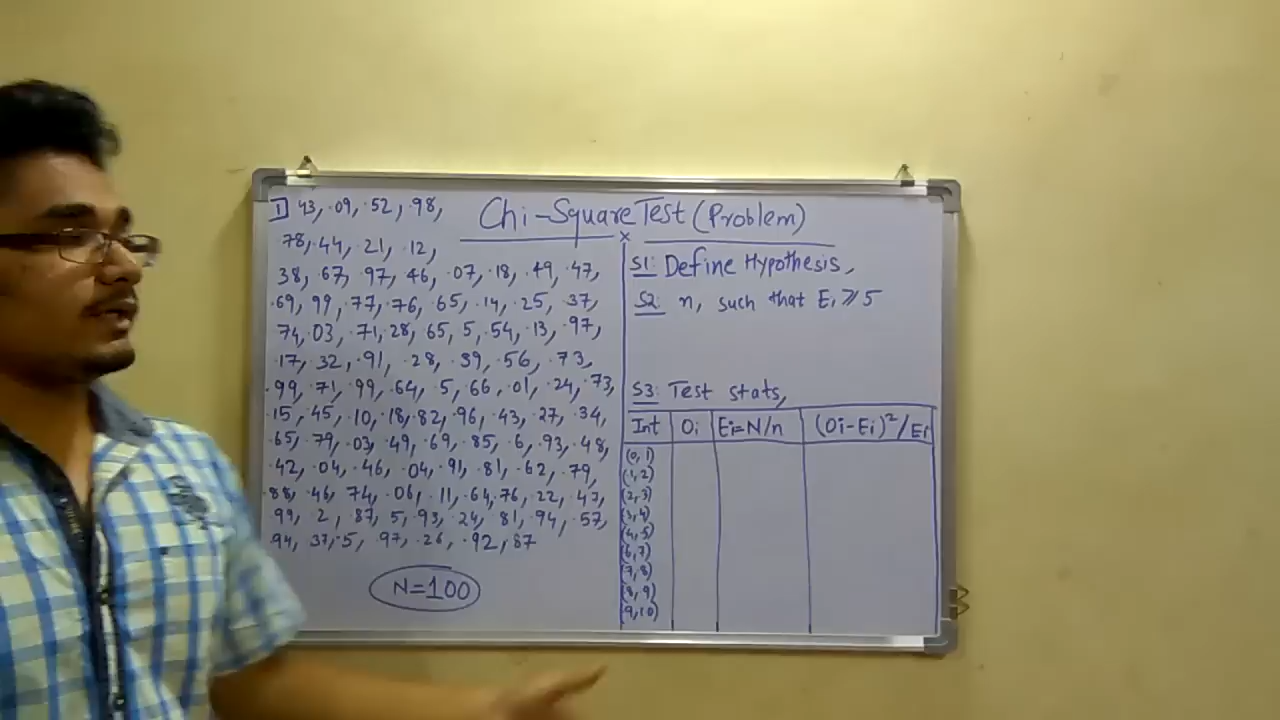 1 43, .09, .52, .98,
78, .44, .21, .12,
38, .67, 97, 46, .07, .18, .49, .47,
.69, 99, .77, .76, .65, .14, .25, 37,
74, .03, .71, .28, 65, 5, .54, .13, .97,
.17, .32, .91, .28, .39, .56, .73,
.99, .71, .99, .64, .5, .66, .01, .24, .73,
.15, .45, .10, .18, .82, .96, .43, .27, .34,
.65, .79, .03, .49, .69, .85, .6, .93, .48,
.42, .04, .46, .04, .91, .81, .62, .79,
.88, .46, 74, .06, .11, .64, 76, .22, .47,
99, .2, .87, 5, .93, .24, 81, .94, .57,
.94, 37, .5, 97, .26, .92, 87
N=100
Chi-Square Test (Problem)
S1: Define Hypothesis,
S2: n, such that Ei ≥ 5
S3: Test stats,
Int Oi Ei=N/n (Oi-Ei)²/Ei
(0, 1)
(1, 2)
(2, 3)
(3, 4)
(4, 5)
(6, 7)
(7, 8)
(8, 9)
(9, 10)